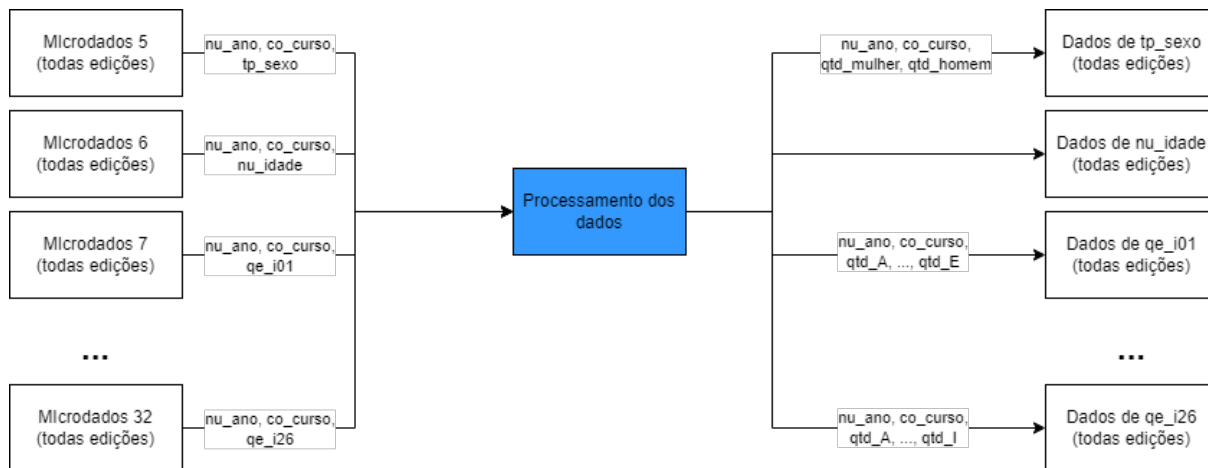 MIcrodados 5
(todas edições)
nu_ano, co_curso,
tp_sexo
MIcrodados 6
(todas edições)
nu_ano, co_curso,
nu_idade
MIcrodados 7
(todas edições)
nu_ano, co_curso,
qe_i01
...
MIcrodados 32
(todas edições)
nu_ano, co_curso,
qe_i26
Processamento dos
dados
nu_ano, co_curso,
qtd_mulher, qtd_homem
Dados de tp_sexo
(todas edições)
Dados de nu_idade
(todas edições)
nu_ano, co_curso,
qtd_A, ..., qtd_E
Dados de qe_i01
(todas edições)
...
nu_ano, co_curso,
qtd_A, ..., qtd_I
Dados de qe_i26
(todas edições)